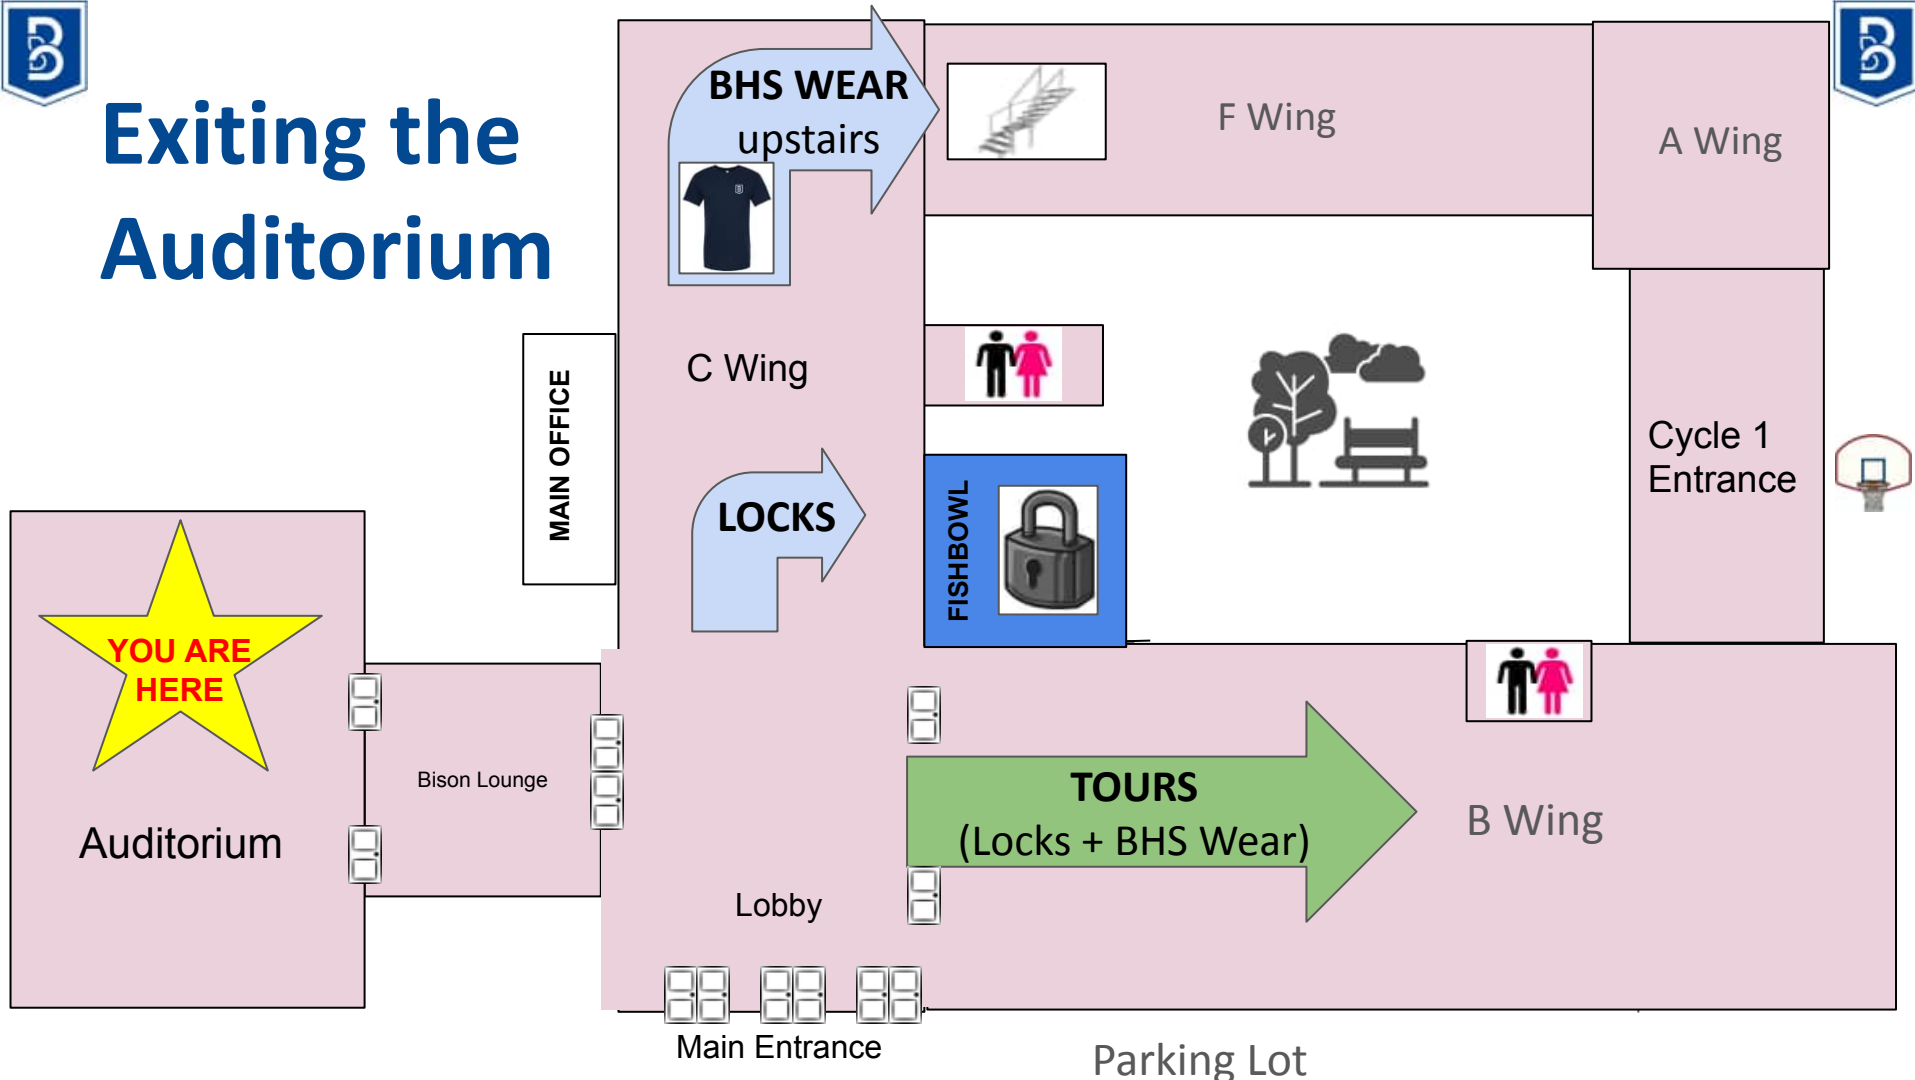 Exiting the
Auditorium
BHS WEAR
upstairs
F Wing
A Wing
C Wing
MAIN OFFICE
LOCKS
FISHBOWL
Cycle 1
Entrance
YOU ARE
HERE
Auditorium
Bison Lounge
TOURS
(Locks + BHS Wear)
B Wing
Lobby
Main Entrance
Parking Lot